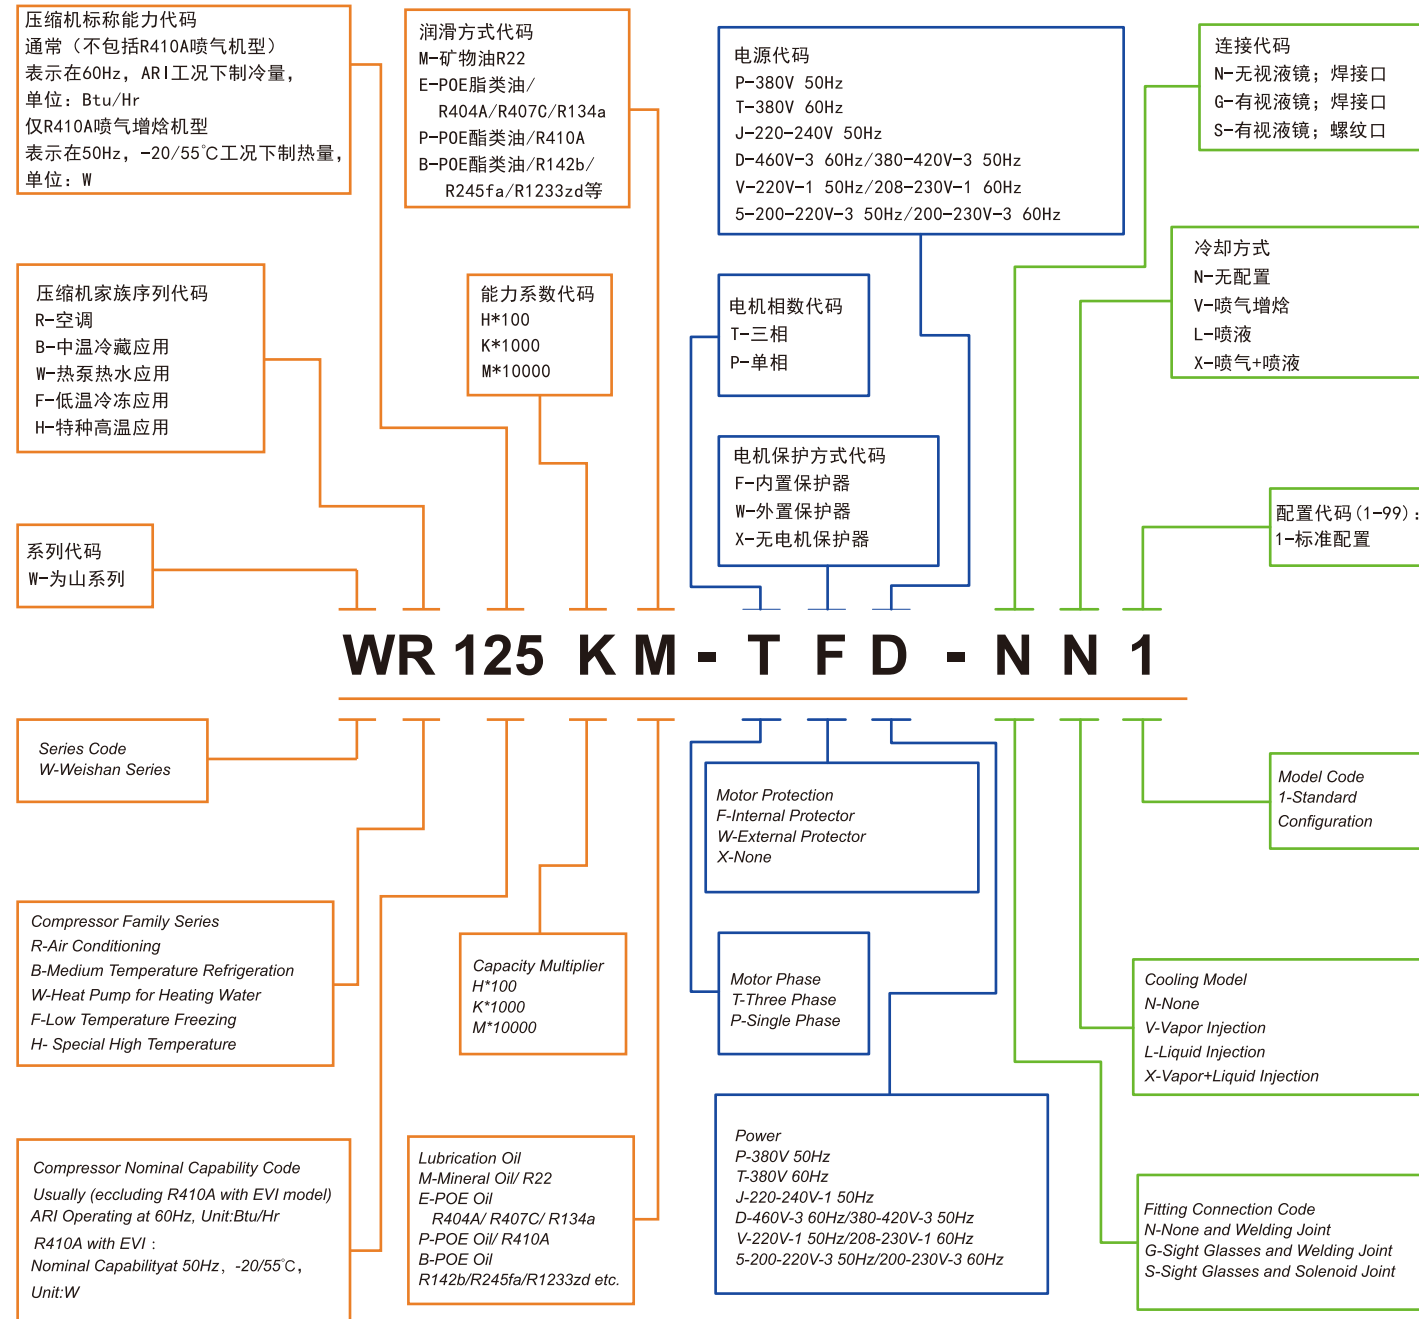 压缩机标称能力代码
通常（不包括R410A喷气机型）
表示在60Hz，ARI工况下制冷量，
单位：Btu/Hr
仅R410A喷气增焓机型
表示在50Hz，-20/55℃工况下制热量，
单位：W
润滑方式代码
M-矿物油R22
E-POE脂类油/
R404A/R407C/R134a
P-POE酯类油/R410A
B-POE酯类油/R142b/
R245fa/R1233zd等
电源代码
P-380V 50Hz
T-380V 60Hz
J-220-240V 50Hz
D-460V-3 60Hz/380-420V-3 50Hz
V-220V-1 50Hz/208-230V-1 60Hz
5-200-220V-3 50Hz/200-230V-3 60Hz
连接代码
N-无视液镜；焊接口
G-有视液镜；焊接口
S-有视液镜；螺纹口
冷却方式
N-无配置
V-喷气增焓
L-喷液
X-喷气+喷液
压缩机家族序列代码
R-空调
B-中温冷藏应用
W-热泵热水应用
F-低温冷冻应用
H-特种高温应用
能力系数代码
H*100
K*1000
M*10000
电机相数代码
T-三相
P-单相
电机保护方式代码
F-内置保护器
W-外置保护器
X-无电机保护器
配置代码(1-99)：
1-标准配置
系列代码
W-为山系列
WR 125 K M - T F D - N N 1
Series Code
W-Weishan Series
Motor Protection
F-Internal Protector
W-External Protector
X-None
Model Code
1-Standard
Configuration
Compressor Family Series
R-Air Conditioning
B-Medium Temperature Refrigeration
W-Heat Pump for Heating Water
F-Low Temperature Freezing
H- Special High Temperature
Capacity Multiplier
H*100
K*1000
M*10000
Motor Phase
T-Three Phase
P-Single Phase
Cooling Model
N-None
V-Vapor Injection
L-Liquid Injection
X-Vapor+Liquid Injection
Compressor Nominal Capability Code
Usually (eccluding R410A with EVI model)
ARI Operating at 60Hz, Unit:Btu/Hr
R410A with EVI：
Nominal Capabilityat 50Hz，-20/55℃，
Unit:W
Lubrication Oil
M-Mineral Oil/ R22
E-POE Oil
R404A/ R407C/ R134a
P-POE Oil/ R410A
B-POE Oil
R142b/R245fa/R1233zd etc.
Power
P-380V 50Hz
T-380V 60Hz
J-220-240V-1 50Hz
D-460V-3 60Hz/380-420V-3 50Hz
V-220V-1 50Hz/208-230V-1 60Hz
5-200-220V-3 50Hz/200-230V-3 60Hz
Fitting Connection Code
N-None and Welding Joint
G-Sight Glasses and Welding Joint
S-Sight Glasses and Solenoid Joint